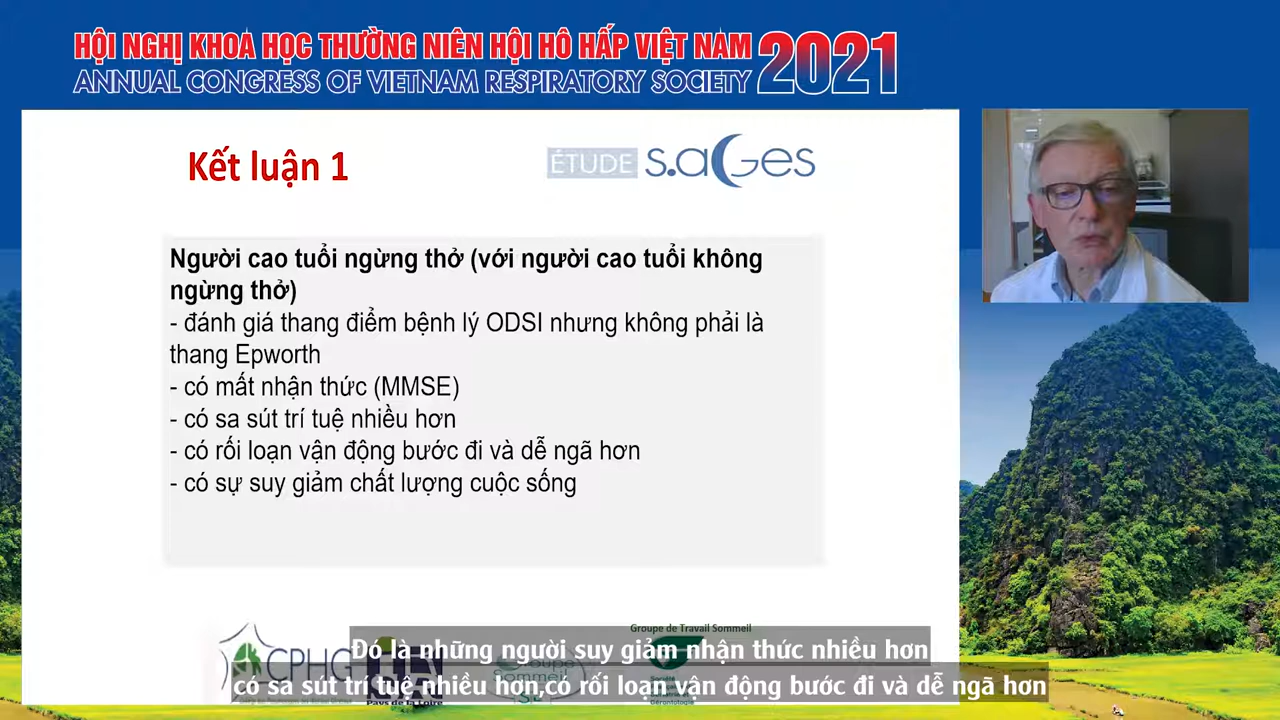 HỘI NGHỊ KHOA HỌC THƯỜNG NIÊN HỘI HÔ HẤP VIỆT NAM 2021
ANNUAL CONGRESS OF VIETNAM RESPIRATORY SOCIETY
Kết luận 1
ÉTUDE s.aGes
Người cao tuổi ngừng thở (với người cao tuổi không
ngừng thở)
- đánh giá thang điểm bệnh lý ODSI nhưng không phải là
thang Epworth
- có mất nhận thức (MMSE)
- có sa sút trí tuệ nhiều hơn
- có rối loạn vận động bước đi và dễ ngã hơn
- có sự suy giảm chất lượng cuộc sống
Groupe de Travail Sommeil
CPHG
Đó là những người suy giảm nhận thức nhiều hơn
có sa sút trí tuệ nhiều hơn,có rối loạn vận động bước đi và dễ ngã hơn
Pays de la Loire
Gérontologie